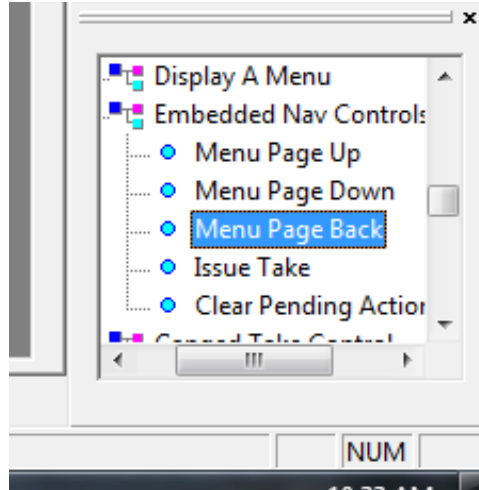 Display A Menu
Embedded Nav Controls
Menu Page Up
Menu Page Down
Menu Page Back
Issue Take
Clear Pending Action
Control
NUM